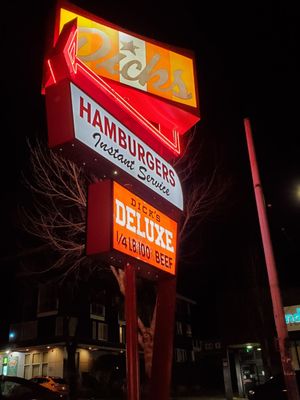 Dick's
HAMBURGERS
Instant Service
DICK'S
DELUXE
1/4 LB. 100% BEEF